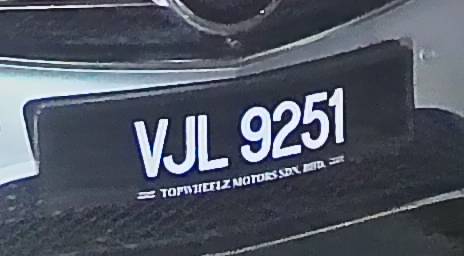 VJL 9251
TOPWHEELZ MOTORS SDN. BHD.